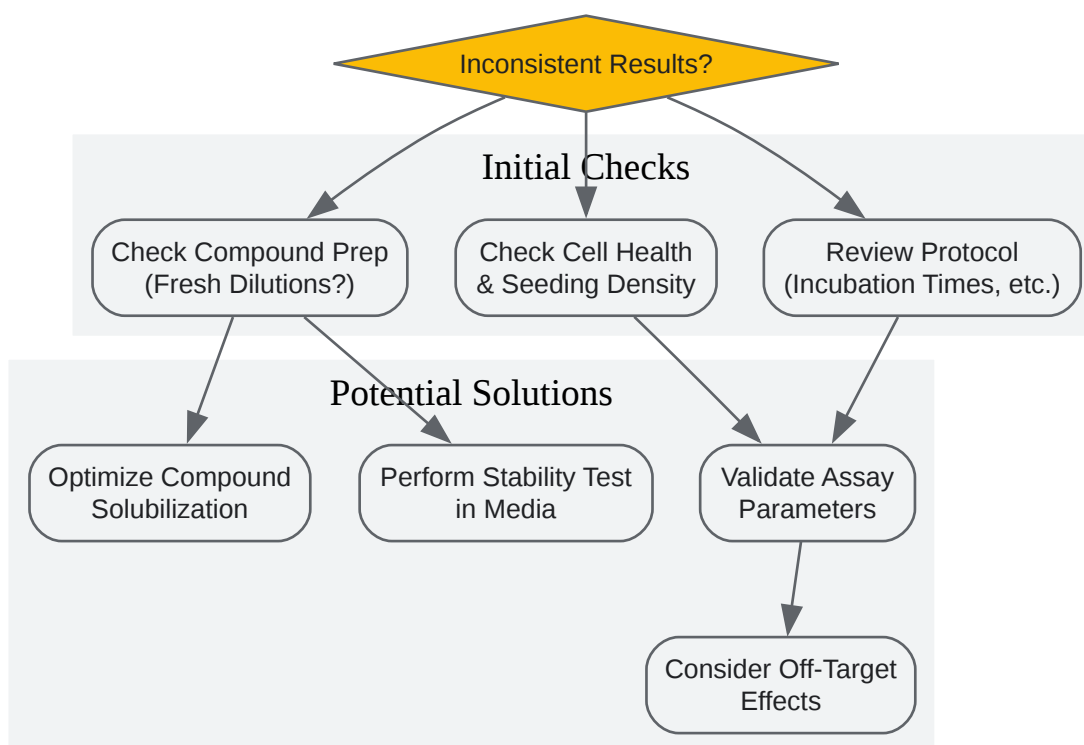 Inconsistent Results?
Initial Checks
Check Compound Prep
(Fresh Dilutions?)
Check Cell Health
& Seeding Density
Review Protocol
(Incubation Times, etc.)
Potential Solutions
Optimize Compound
Solubilization
Perform Stability Test
in Media
Validate Assay
Parameters
Consider Off-Target
Effects